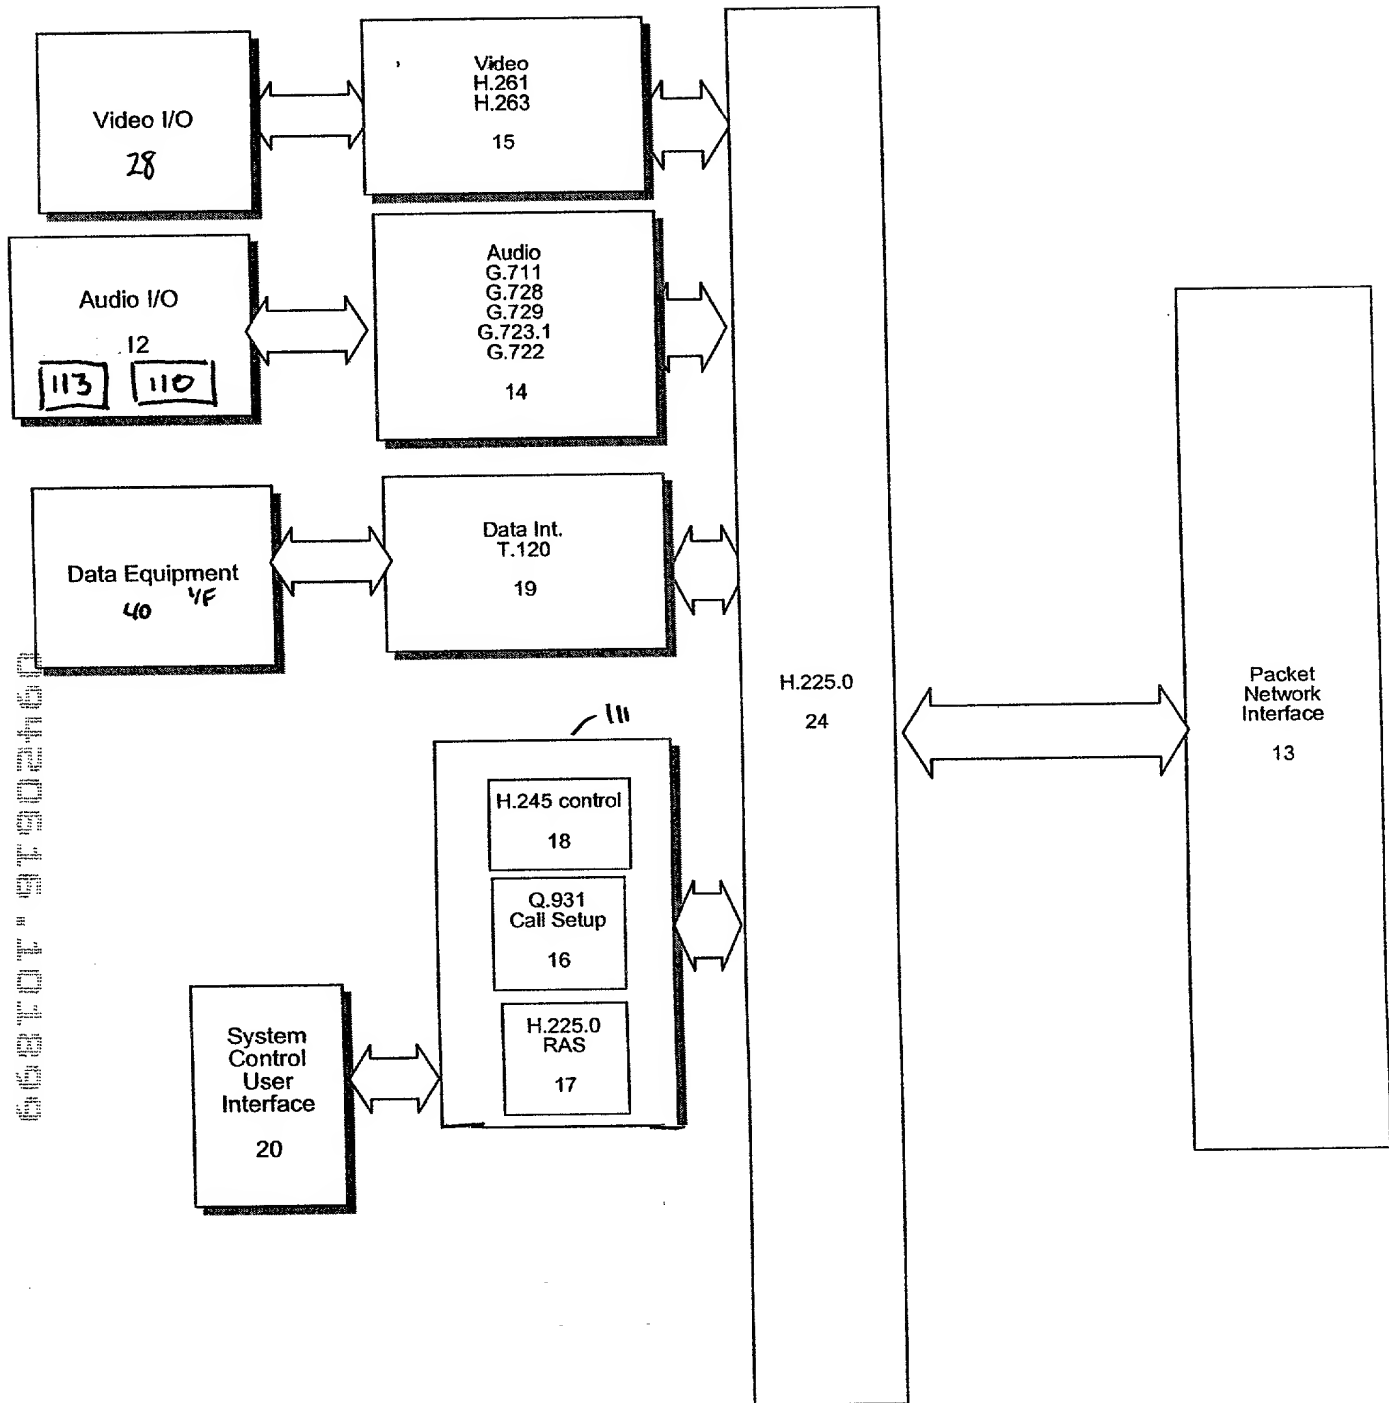 Video I/O
28
Video
H.261
H.263
15
Audio I/O
12
113
110
Audio
G.711
G.728
G.729
G.723.1
G.722
14
Data Equipment
40 I/F
Data Int.
T.120
19
H.225.0
24
Packet
Network
Interface
13
111
H.245 control
18
Q.931
Call Setup
16
H.225.0
RAS
17
System
Control
User
Interface
20